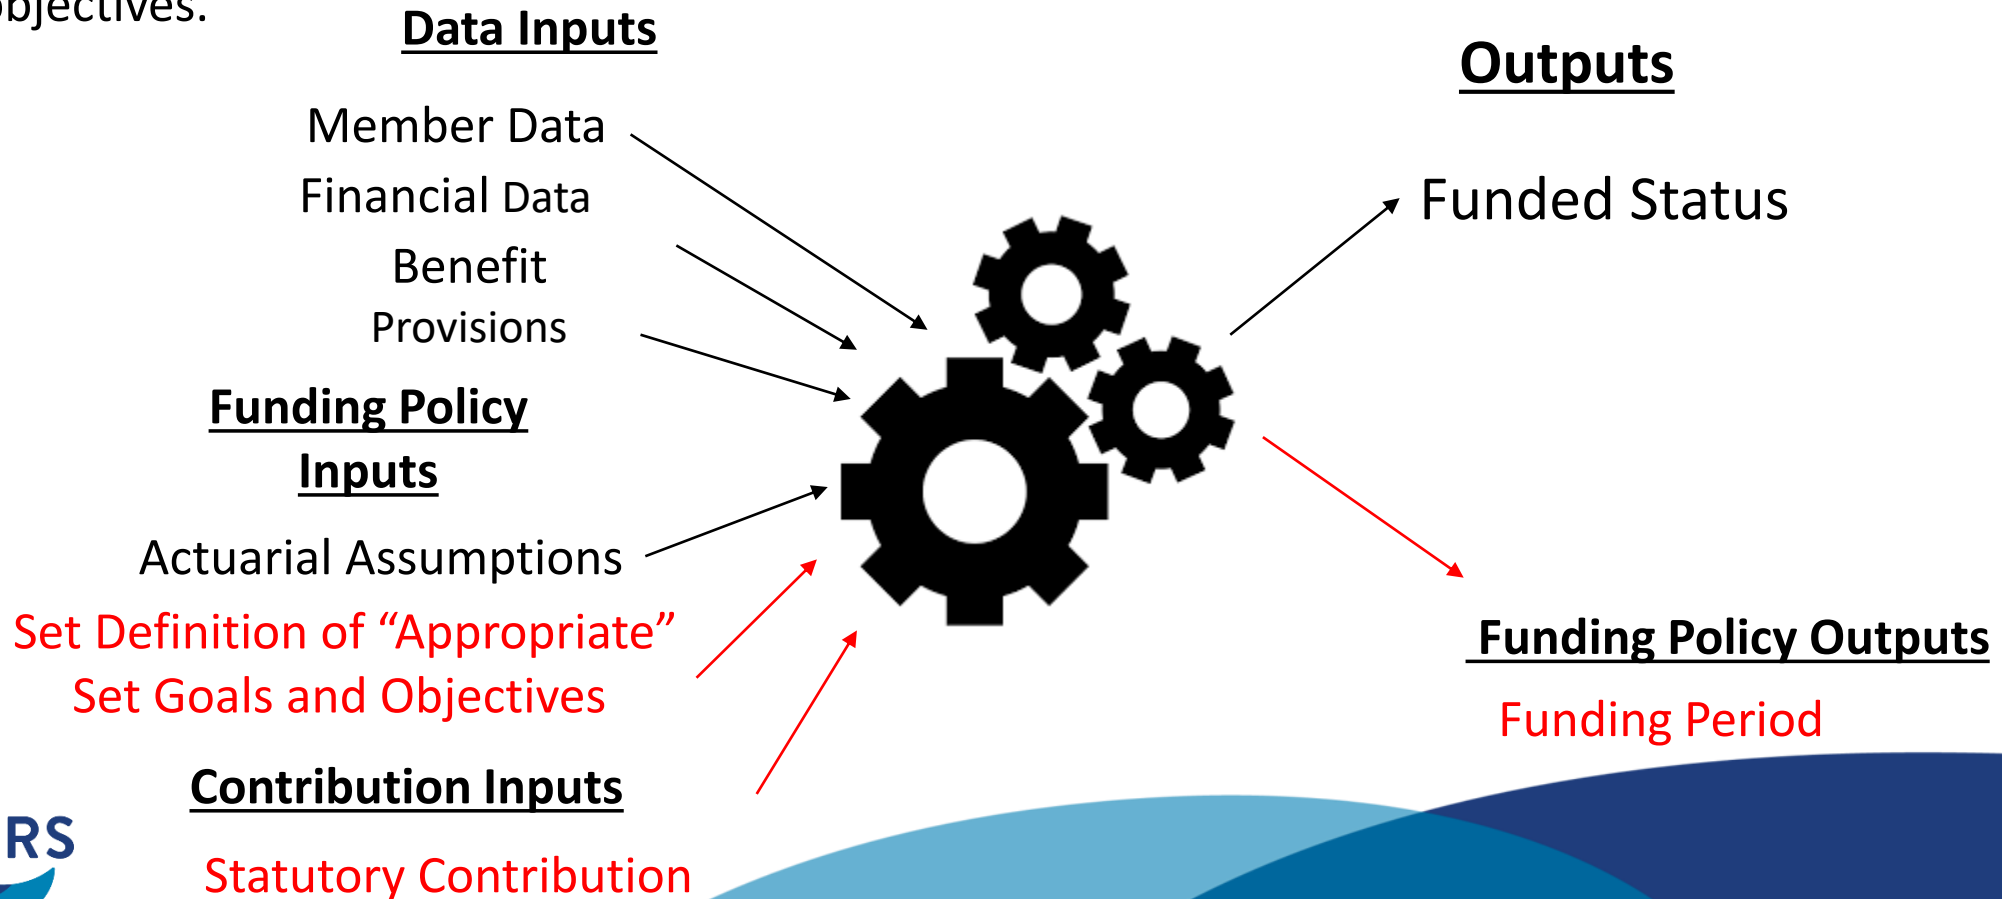 objectives.
Data Inputs
Member Data
Financial Data
Benefit
Provisions
Funding Policy
Inputs
Actuarial Assumptions
Set Definition of “Appropriate”
Set Goals and Objectives
Contribution Inputs
Statutory Contribution
Outputs
Funded Status
Funding Policy Outputs
Funding Period
RS